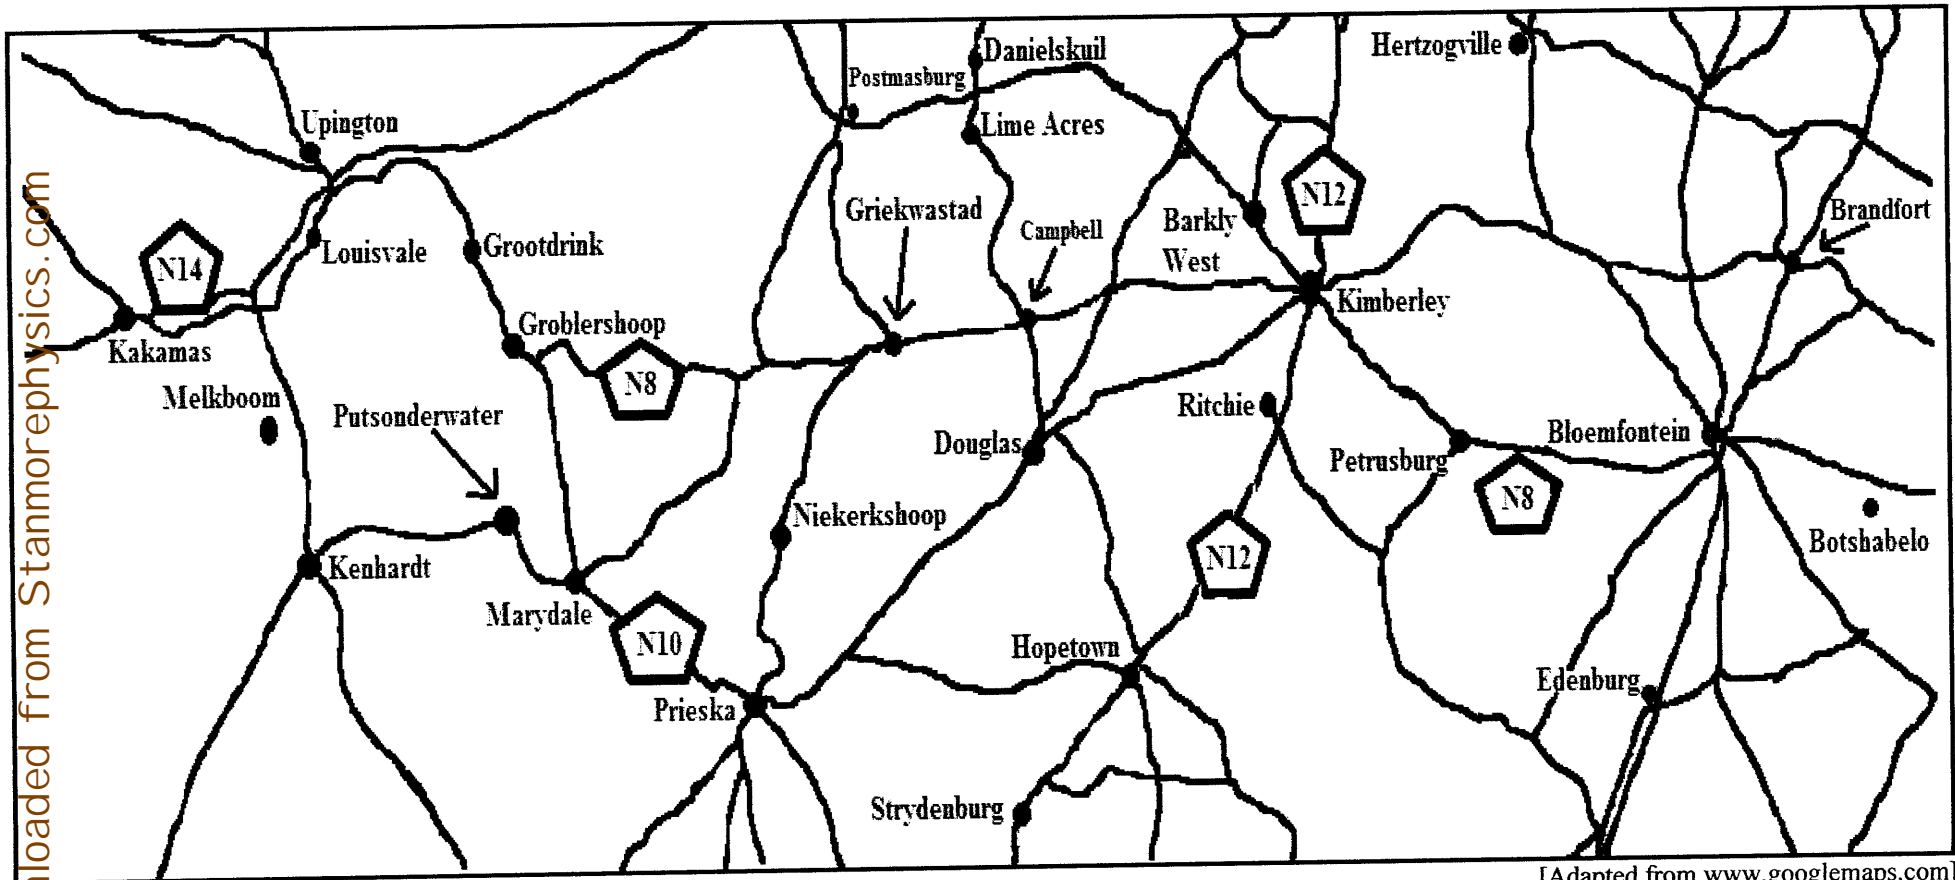 Danielskuil
Hertzogville
Postmasburg
Upington
Lime Acres
N12
Griekwastad
Brandfort
Barkly
West
Campbell
Louisvale
Grootdrink
N14
Kimberley
Groblershoop
Kakamas
N8
Melkboom
Putsonderwater
Ritchie
Bloemfontein
Douglas
Petrusburg
N8
Niekerkshoop
Botshabelo
N12
Kenhardt
Marydale
N10
Hopetown
Edenburg
Prieska
Strydenburg
nloaded from Stanmorephysics.com
[Adapted from www.googlemaps.com]